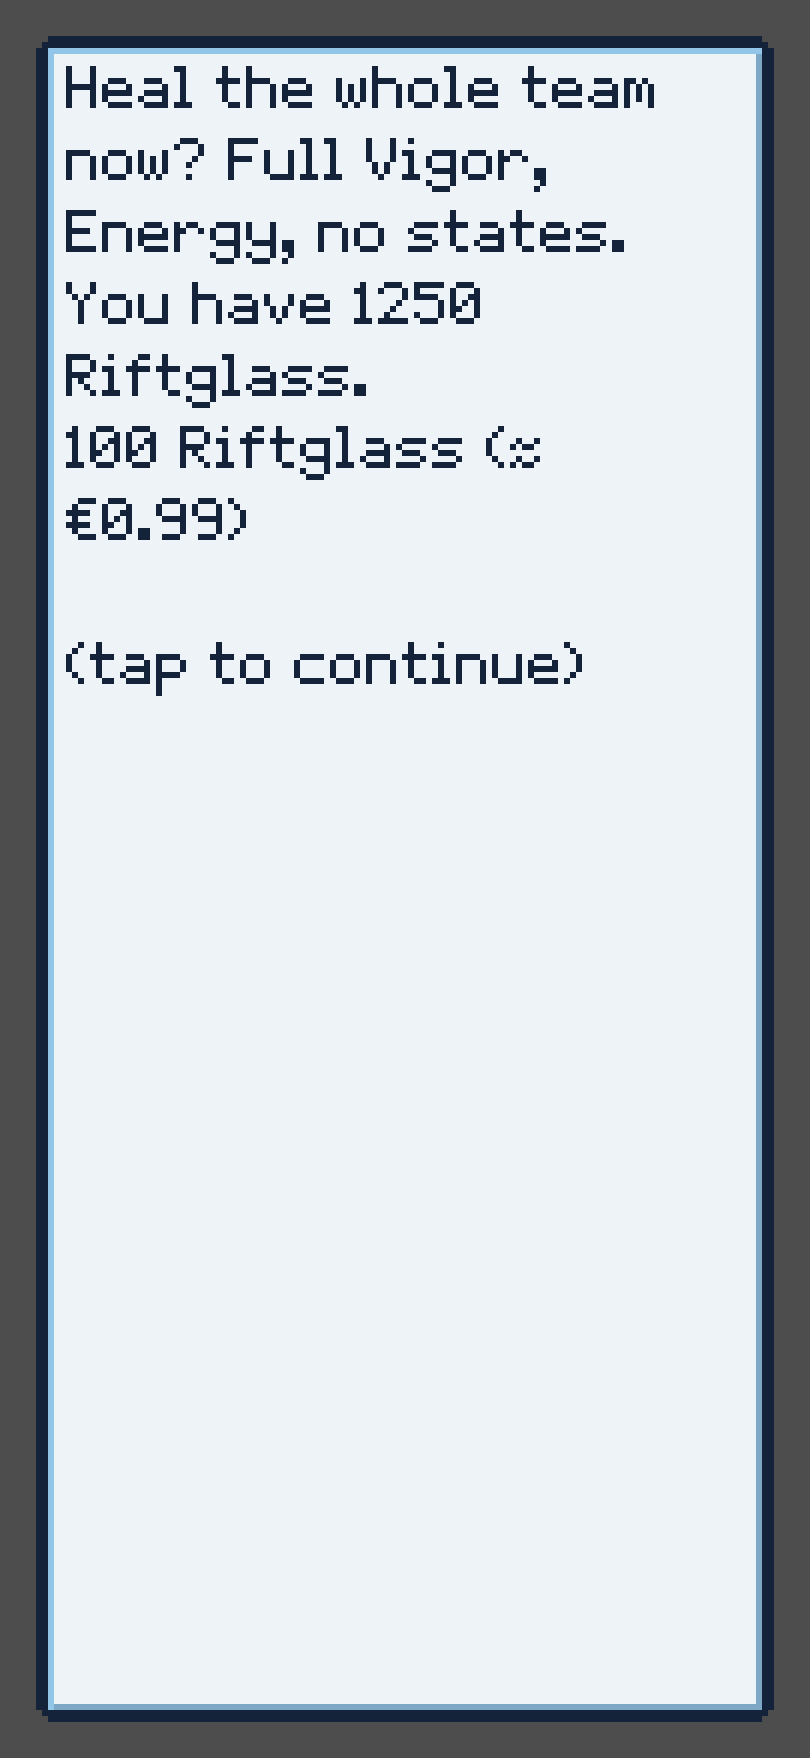 Heal the whole team
now? Full Vigor,
Energy, no states.
You have 1250
Riftglass.
100 Riftglass (≈
€0.99)
(tap to continue)